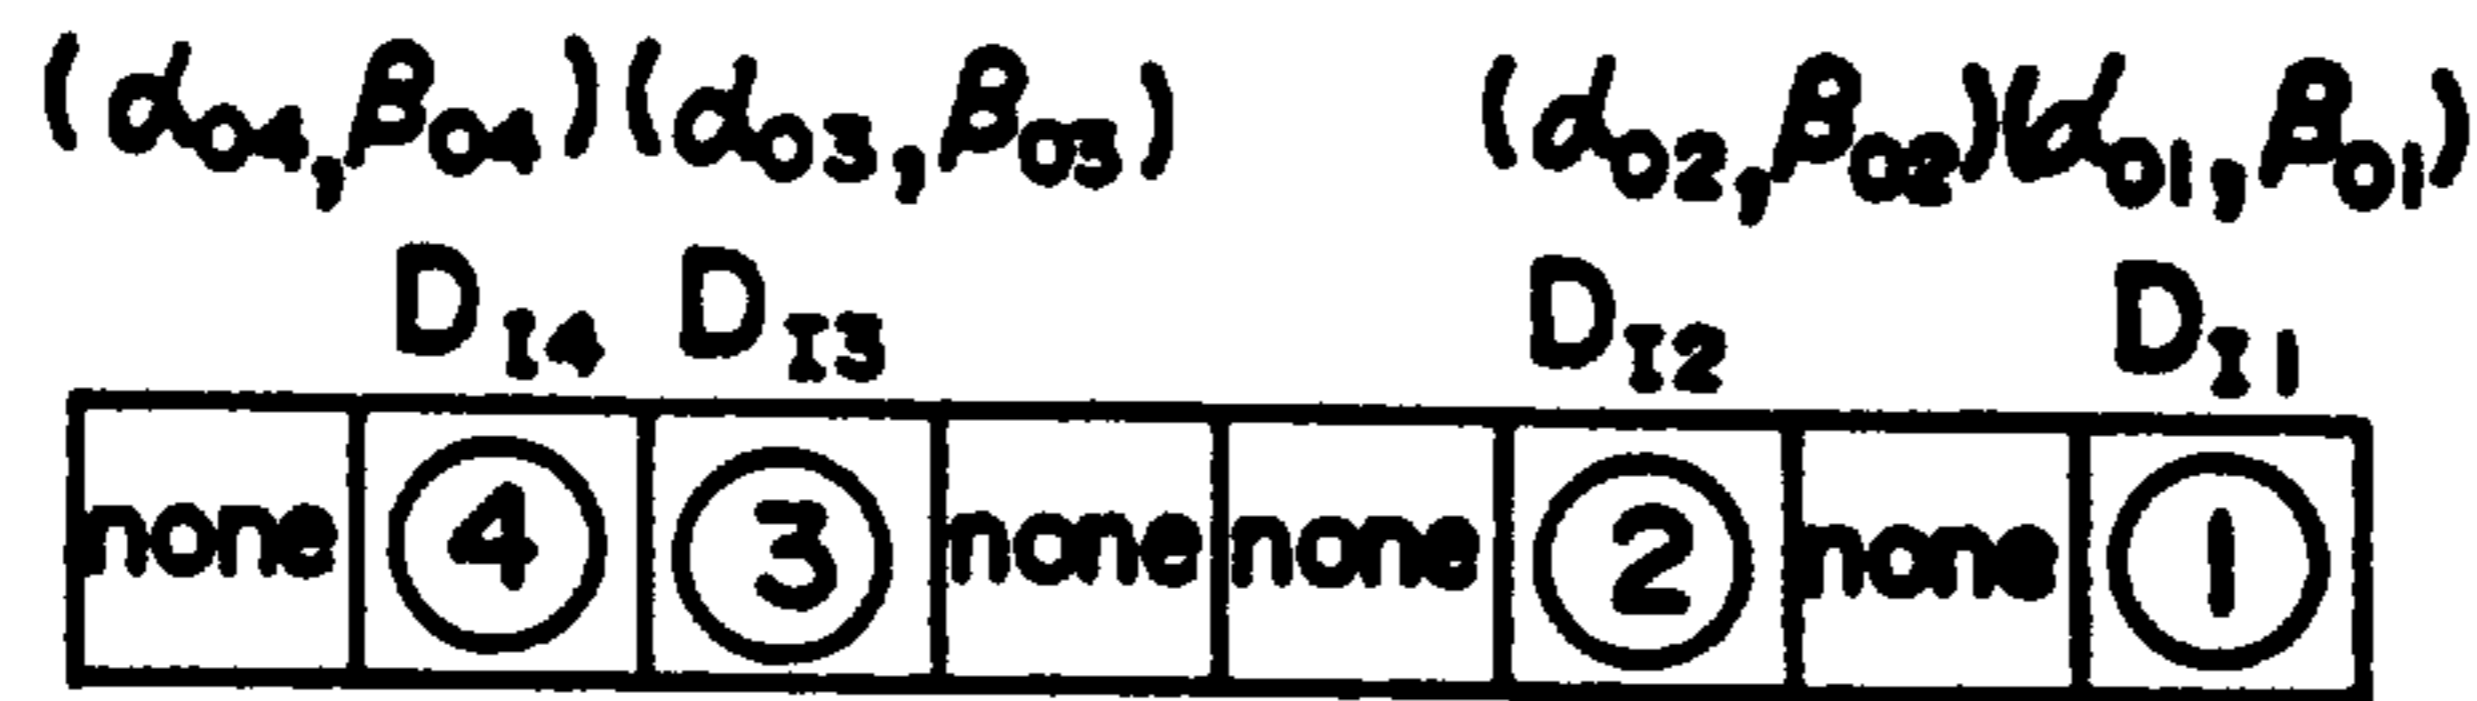 (α04,β04)(α03,β03) (α02,β02)(α01,β01)
DI4 DI3 DI2 DI1
none 4 3 none none 2 none 1